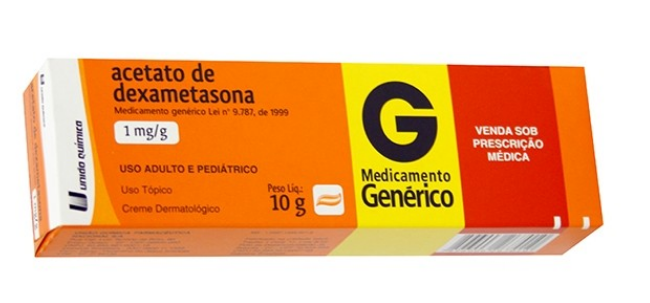 acetato de
dexametasona
Medicamento genérico Lei nº 9.787, de 1999
1 mg/g
USO ADULTO E PEDIÁTRICO
Uso Tópico
Creme Dermatológico
Peso Líq.:
10 g
união química
G
Medicamento
Genérico
VENDA SOB
PRESCRIÇÃO
MÉDICA